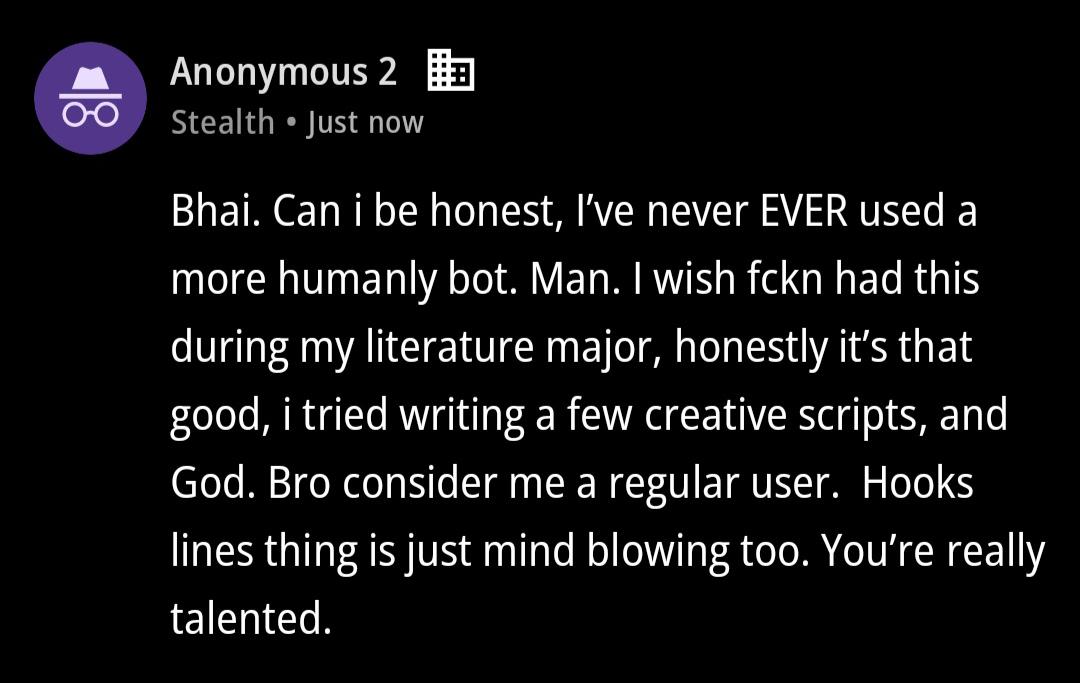 Anonymous 2
Stealth • Just now
Bhai. Can i be honest, I’ve never EVER used a
more humanly bot. Man. I wish fckn had this
during my literature major, honestly it’s that
good, i tried writing a few creative scripts, and
God. Bro consider me a regular user.  Hooks
lines thing is just mind blowing too. You’re really
talented.